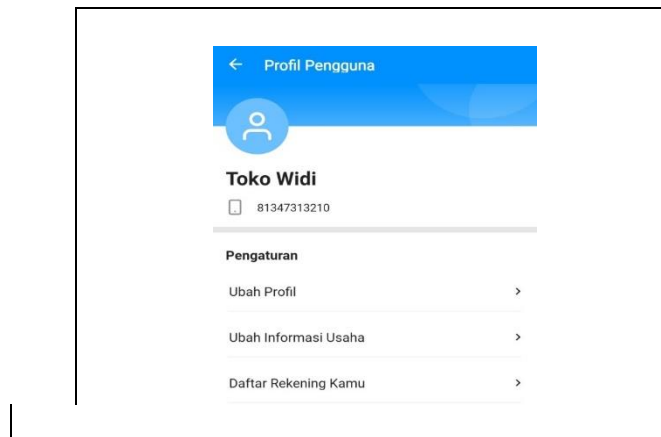 Profil Pengguna
Toko Widi
81347313210
Pengaturan
Ubah Profil
Ubah Informasi Usaha
Daftar Rekening Kamu